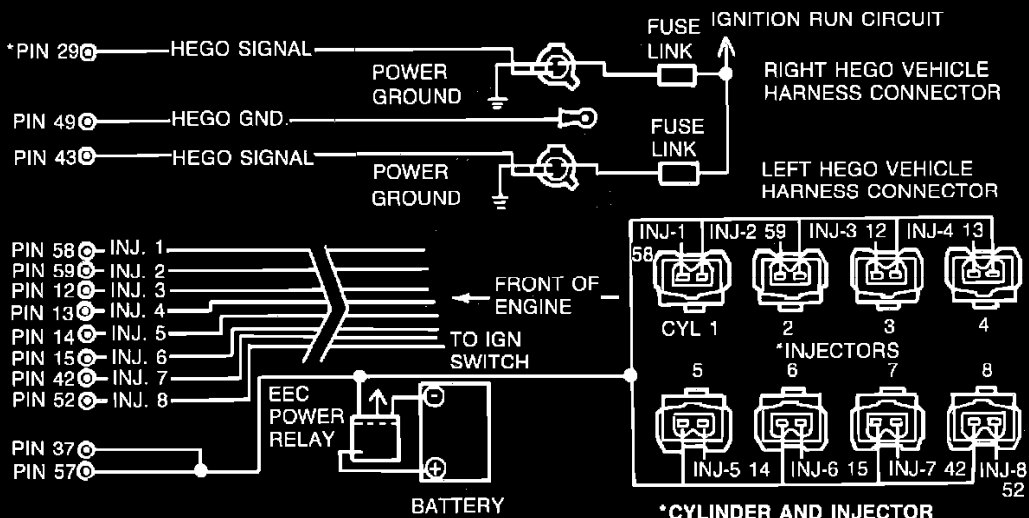 IGNITION RUN CIRCUIT
*PIN 29 HEGO SIGNAL
FUSE
LINK
POWER
GROUND
RIGHT HEGO VEHICLE
HARNESS CONNECTOR
PIN 49 HEGO GND.
FUSE
LINK
PIN 43 HEGO SIGNAL
POWER
GROUND
LEFT HEGO VEHICLE
HARNESS CONNECTOR
PIN 58 INJ. 1
PIN 59 INJ. 2
PIN 12 INJ. 3
PIN 13 INJ. 4
PIN 14 INJ. 5
PIN 15 INJ. 6
PIN 42 INJ. 7
PIN 52 INJ. 8
PIN 37
PIN 57
FRONT OF
ENGINE
TO IGN
SWITCH
EEC
POWER
RELAY
-
+
BATTERY
INJ-1 INJ-2 59 INJ-3 12 INJ-4 13
58
CYL 1 2 3 4
*INJECTORS
5 6 7 8
INJ-5 14 INJ-6 15 INJ-7 42 INJ-8
52
*CYLINDER AND INJECTOR